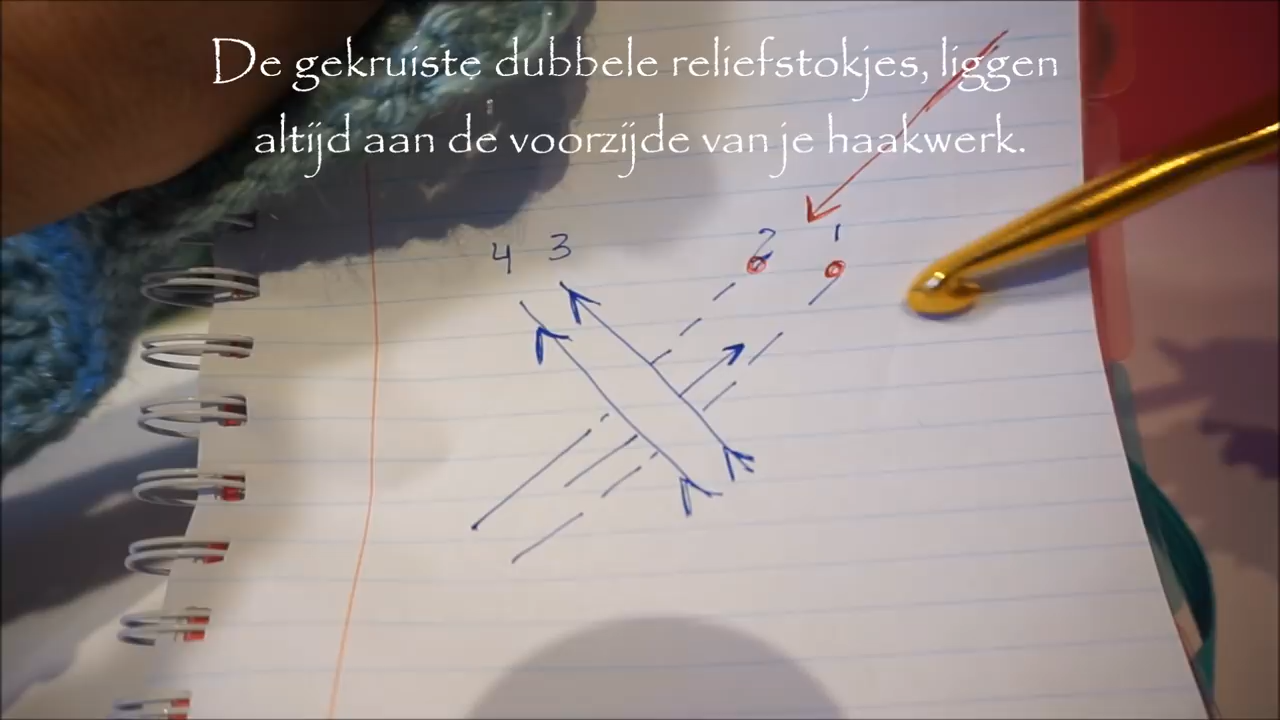 De gekruiste dubbele reliefstokjes, liggen
altijd aan de voorzijde van je haakwerk.
4 3 2 1